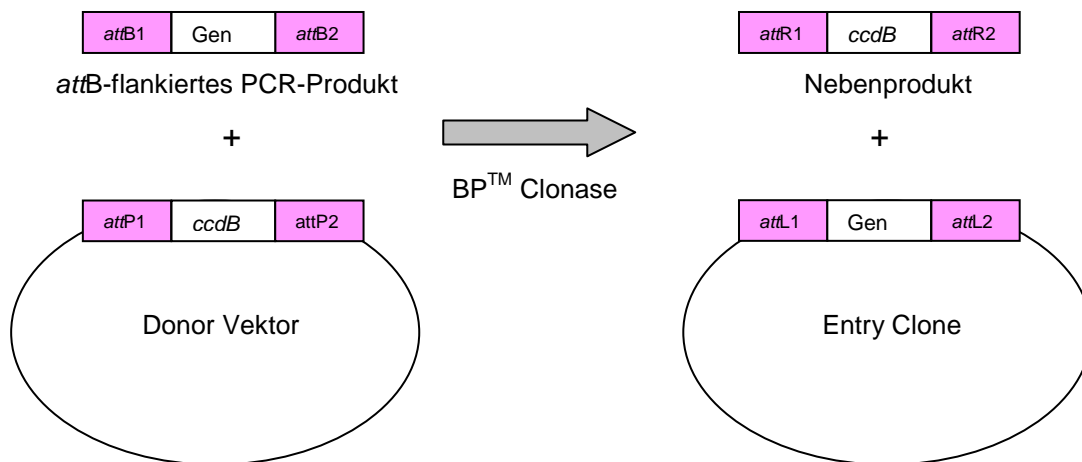 attB1 Gen attB2
attB-flankiertes PCR-Produkt
+
attP1 ccdB attP2
Donor Vektor
BP™ Clonase
attR1 ccdB attR2
Nebenprodukt
+
attL1 Gen attL2
Entry Clone